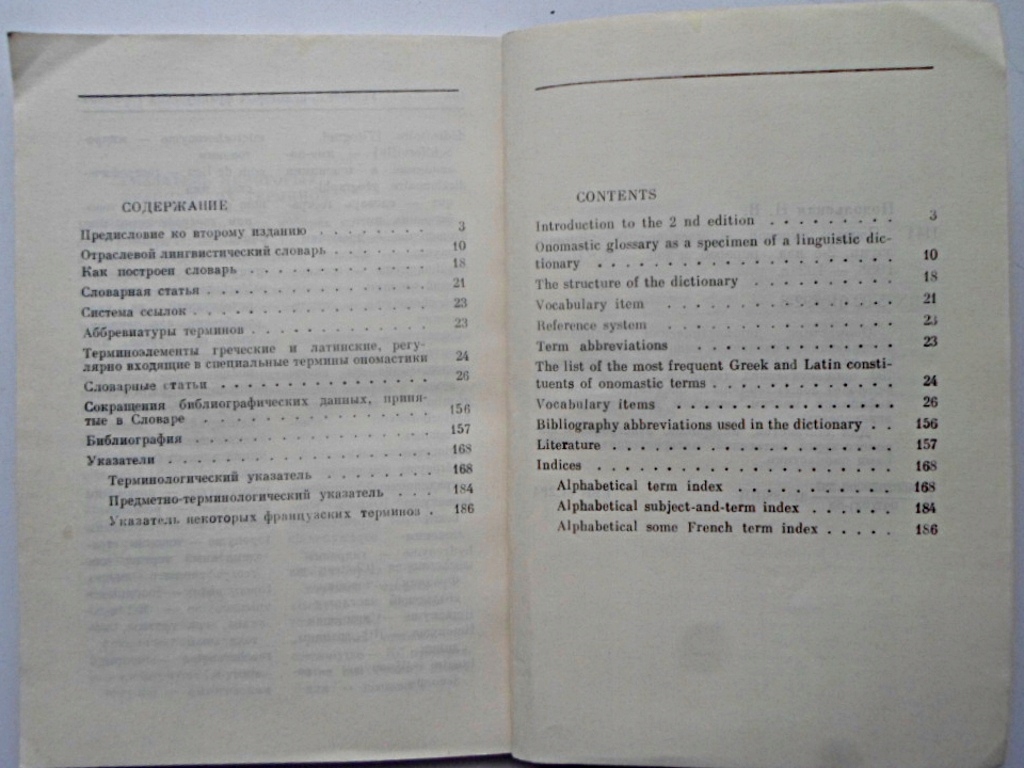 СОДЕРЖАНИЕ
Предисловие ко второму изданию . . . . . . . . 3
Отраслевой лингвистический словарь . . . . . . . 10
Как построен словарь . . . . . . . . . . . . . 18
Словарная статья . . . . . . . . . . . . . . . 21
Система ссылок . . . . . . . . . . . . . . . . 23
Аббревиатуры терминов . . . . . . . . . . . . . 23
Терминоэлементы греческие и латинские, регу-
лярно входящие в специальные термины ономастики 24
Словарные статьи . . . . . . . . . . . . . . . 26
Сокращения библиографических данных, приня-
тые в Словаре . . . . . . . . . . . . . . . . 156
Библиография . . . . . . . . . . . . . . . . 157
Указатели . . . . . . . . . . . . . . . . . . 168
Терминологический указатель . . . . . . 168
Предметно-терминологический указатель . . . 184
Указатель некоторых французских терминов . 186
CONTENTS
Introduction to the 2 nd edition . . . . . . . . . 3
Onomastic glossary as a specimen of a linguistic dic-
tionary . . . . . . . . . . . . . . . . . . 10
The structure of the dictionary . . . . . . . . . 18
Vocabulary item . . . . . . . . . . . . . . 21
Reference system . . . . . . . . . . . . . . 23
Term abbreviations . . . . . . . . . . . . 23
The list of the most frequent Greek and Latin consti-
tuents of onomastic terms . . . . . . . . . . . 24
Vocabulary items . . . . . . . . . . . . . . 26
Bibliography abbreviations used in the dictionary . . 156
Literature . . . . . . . . . . . . . . . . . 157
Indices . . . . . . . . . . . . . . . . . . 168
Alphabetical term index . . . . . . . . . . 168
Alphabetical subject-and-term index . . . . . . 184
Alphabetical some French term index . . . . . 186